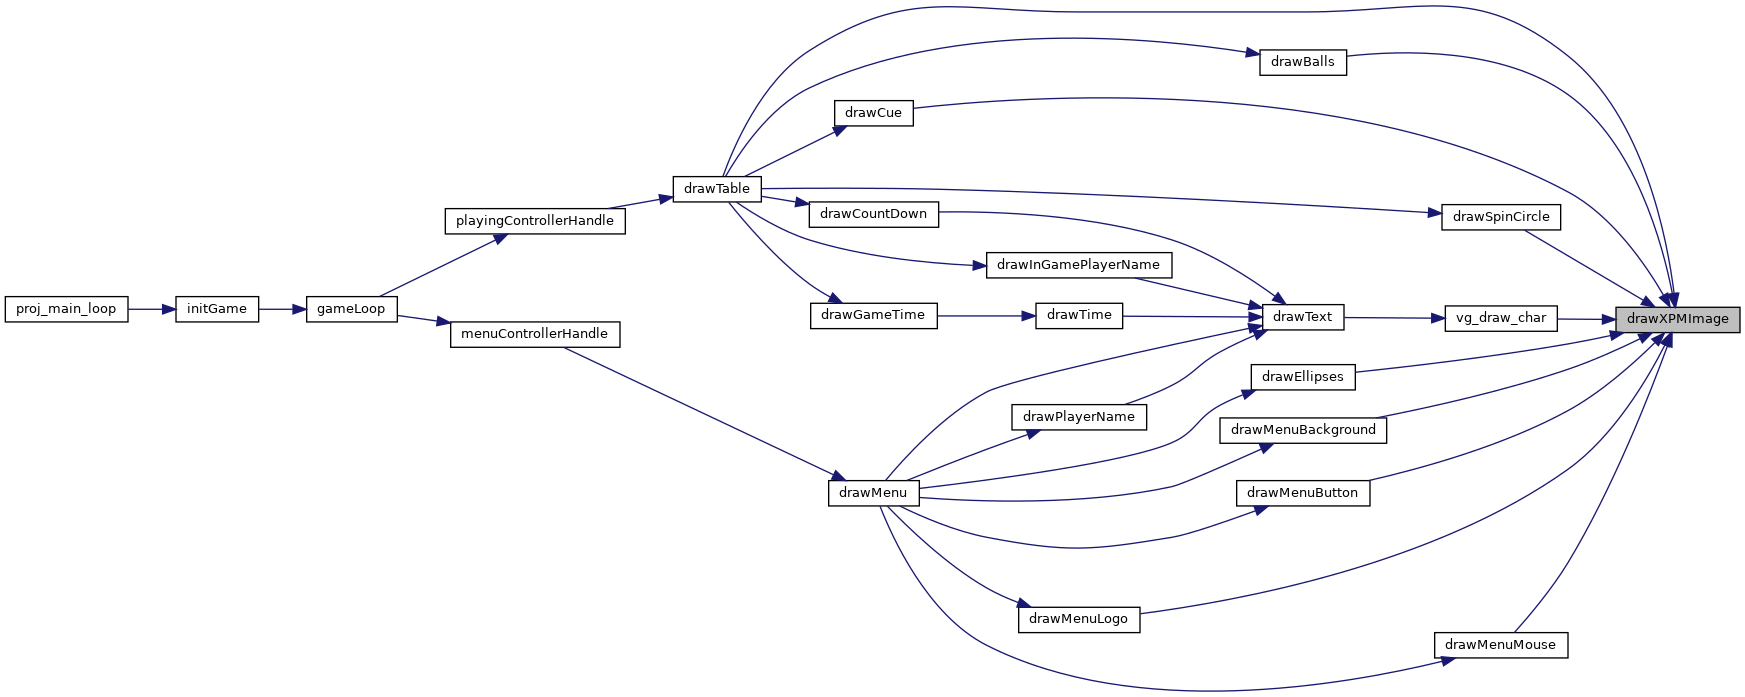 drawBalls
drawCue
drawTable
drawCountDown
drawSpinCircle
playingControllerHandle
drawInGamePlayerName
proj_main_loop
initGame
gameLoop
drawGameTime
drawTime
drawText
vg_draw_char
drawXPMImage
menuControllerHandle
drawEllipses
drawPlayerName
drawMenuBackground
drawMenu
drawMenuButton
drawMenuLogo
drawMenuMouse